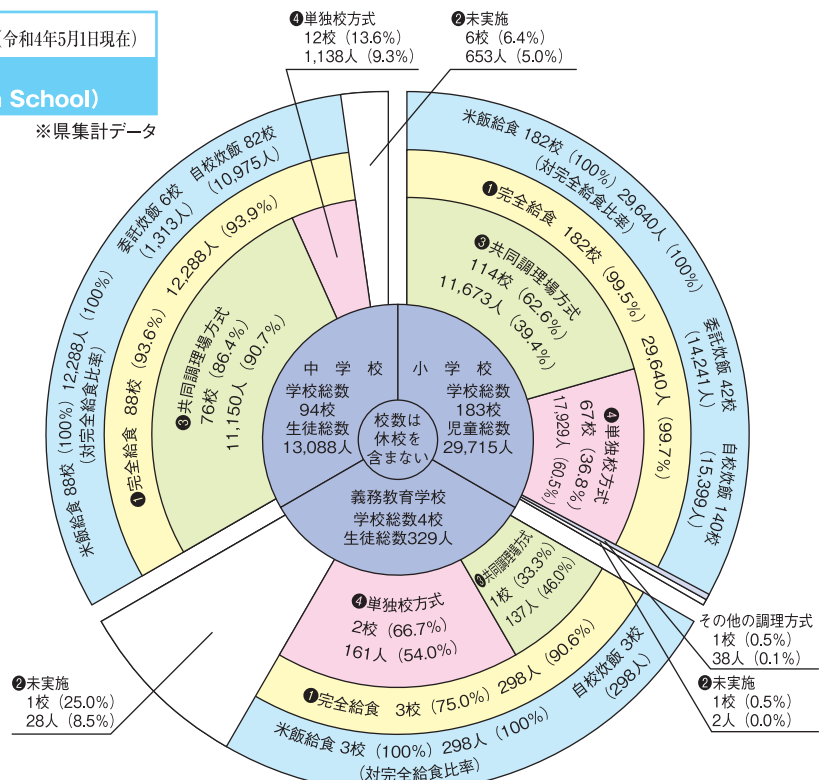 (令和4年5月1日現在)
School)
※県集計データ
❹単独校方式
12校 (13.6%)
1,138人 (9.3%)
❷未実施
6校 (6.4%)
653人 (5.0%)
米飯給食 88校 (100%) 12,288人 (100%)
(対完全給食比率)
委託炊飯 6校
(1,313人)
自校炊飯 82校
(10,975人)
❶完全給食 88校 (93.6%) 12,288人 (93.9%)
❸共同調理場方式
76校 (86.4%)
11,150人 (90.7%)
米飯給食 182校 (100%) 29,640人 (100%)
(対完全給食比率)
委託炊飯 42校
(14,241人)
自校炊飯 140校
(15,399人)
❶完全給食 182校 (99.5%) 29,640人 (99.7%)
❸共同調理場方式
114校 (62.6%)
11,673人 (39.4%)
❹単独校方式
67校 (36.8%)
17,929人 (60.5%)
中学校
学校総数
94校
生徒総数
13,088人
小学校
学校総数
183校
児童総数
29,715人
校数は
休校を
含まない
義務教育学校
学校総数4校
生徒総数329人
❸共同調理場方式
1校 (33.3%)
137人 (46.0%)
❹単独校方式
2校 (66.7%)
161人 (54.0%)
❶完全給食 3校 (75.0%) 298人 (90.6%)
米飯給食 3校 (100%) 298人 (100%)
(対完全給食比率)
自校炊飯 3校
(298人)
その他の調理方式
1校 (0.5%)
38人 (0.1%)
❷未実施
1校 (0.5%)
2人 (0.0%)
❷未実施
1校 (25.0%)
28人 (8.5%)